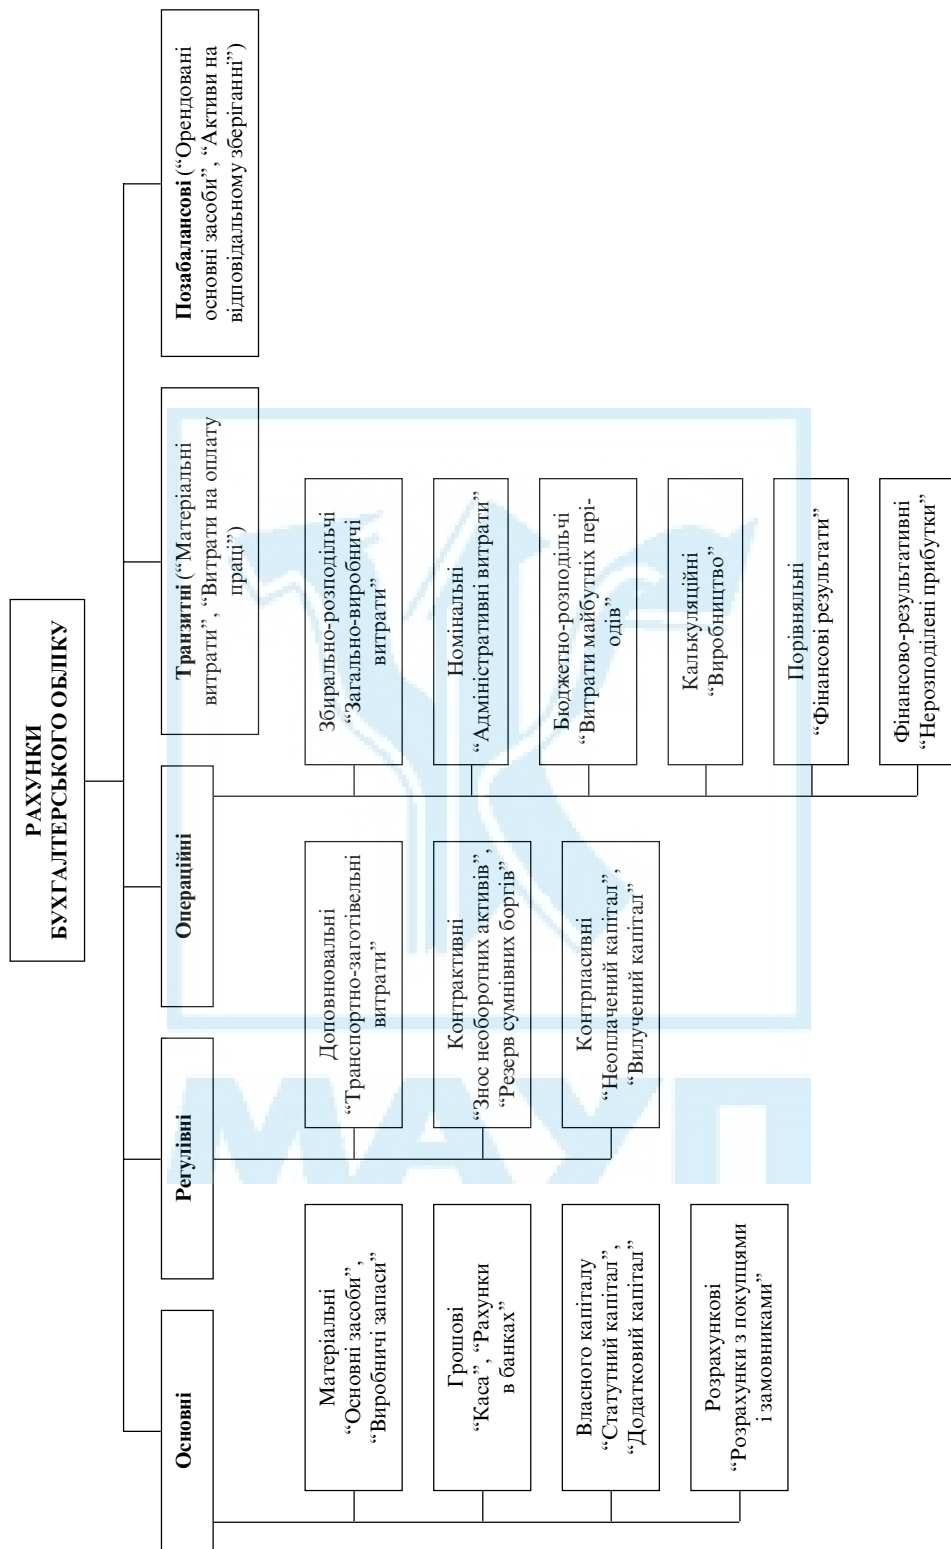 РАХУНКИ
БУХГАЛТЕРСЬКОГО ОБЛІКУ
Основні
Регулівні
Операційні
Транзитні (“Матеріальні
витрати”, “Витрати на оплату
праці”)
Позабалансові (“Орендовані
основні засоби”, “Активи на
відповідальному зберіганні”)
Матеріальні
“Основні засоби”,
“Виробничі запаси”
Грошові
“Каса”, “Рахунки
в банках”
Власного капіталу
“Статутний капітал”,
“Додатковий капітал”
Розрахункові
“Розрахунки з покупцями
і замовниками”
Доповнювальні
“Транспортно-заготівельні
витрати”
Контрактивні
“Знос необоротних активів”,
“Резерв сумнівних боргів”
Контрпасивні
“Неоплачений капітал”,
“Вилучений капітал”
Збирально-розподільчі
“Загально-виробничі
витрати”
Номінальні
“Адміністративні витрати”
Бюджетно-розподільчі
“Витрати майбутніх пері-
одів”
Калькуляційні
“Виробництво”
Порівняльні
“Фінансові результати”
Фінансово-результативні
“Нерозподілені прибутки”
МАУП